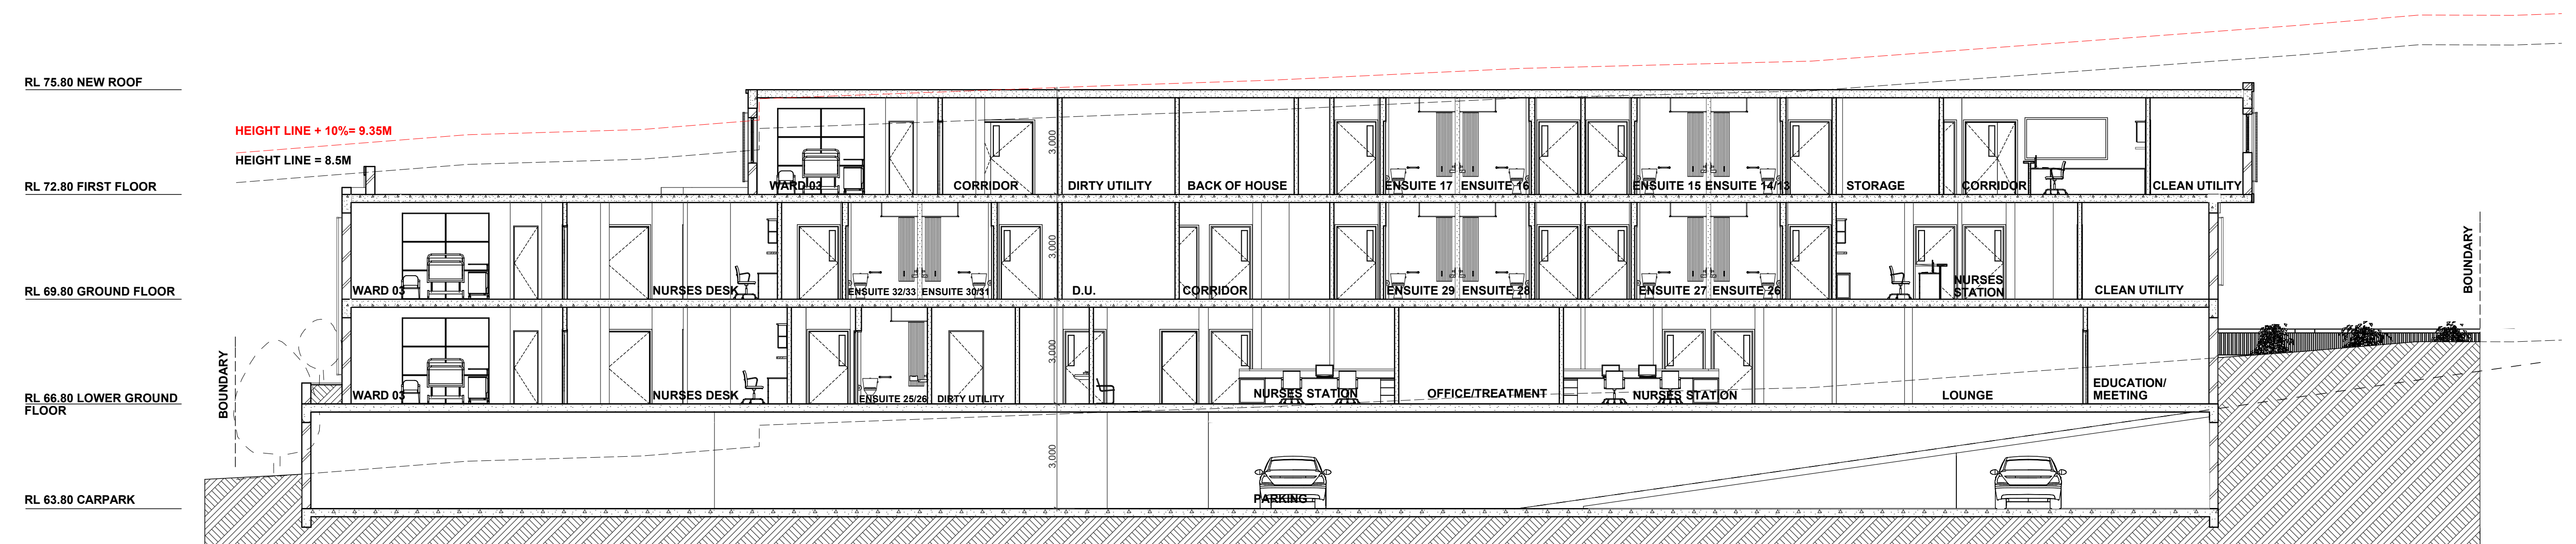 RL 75.80 NEW ROOF
HEIGHT LINE + 10%= 9.35M
HEIGHT LINE = 8.5M
3,000
RL 72.80 FIRST FLOOR
WARD 03
CORRIDOR
DIRTY UTILITY
BACK OF HOUSE
ENSUITE 17
ENSUITE 16
ENSUITE 15
ENSUITE 14/13
STORAGE
CORRIDOR
CLEAN UTILITY
3,000
BOUNDARY
RL 69.80 GROUND FLOOR
WARD 03
NURSES DESK
ENSUITE 32/33
ENSUITE 30/31
D.U.
CORRIDOR
ENSUITE 29
ENSUITE 28
ENSUITE 27
ENSUITE 26
NURSES
STATION
CLEAN UTILITY
BOUNDARY
3,000
RL 66.80 LOWER GROUND
FLOOR
WARD 03
NURSES DESK
ENSUITE 25/26
DIRTY UTILITY
NURSES STATION
OFFICE/TREATMENT
NURSES STATION
LOUNGE
EDUCATION/
MEETING
3,000
RL 63.80 CARPARK
PARKING